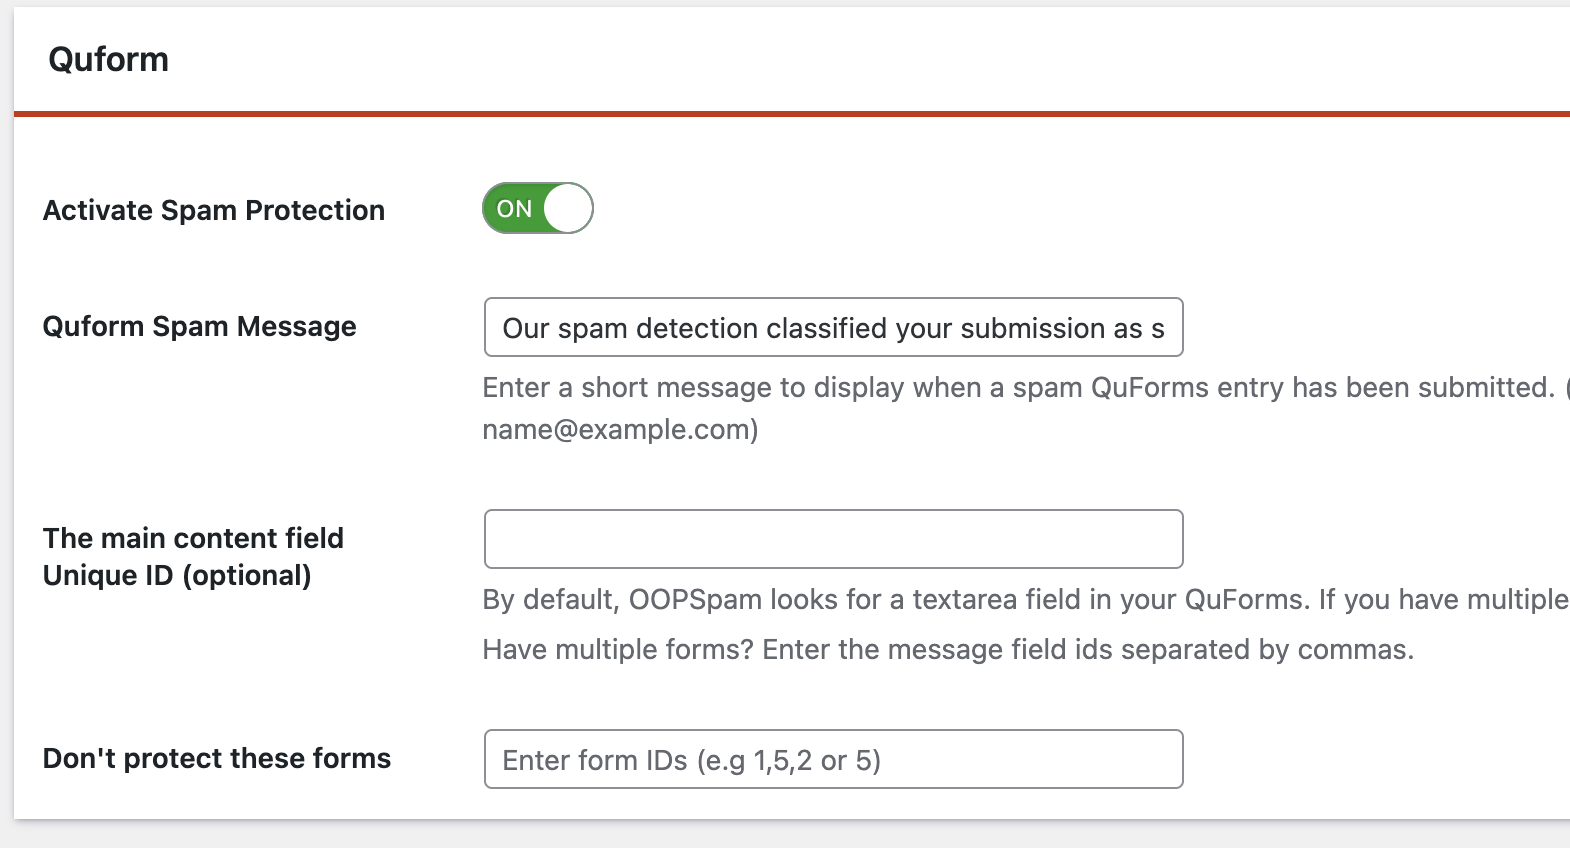 Quform
Activate Spam Protection
ON
Quform Spam Message
Our spam detection classified your submission as s
Enter a short message to display when a spam QuForms entry has been submitted. (
name@example.com)
The main content field
Unique ID (optional)
By default, OOPSpam looks for a textarea field in your QuForms. If you have multiple
Have multiple forms? Enter the message field ids separated by commas.
Don't protect these forms
Enter form IDs (e.g 1,5,2 or 5)